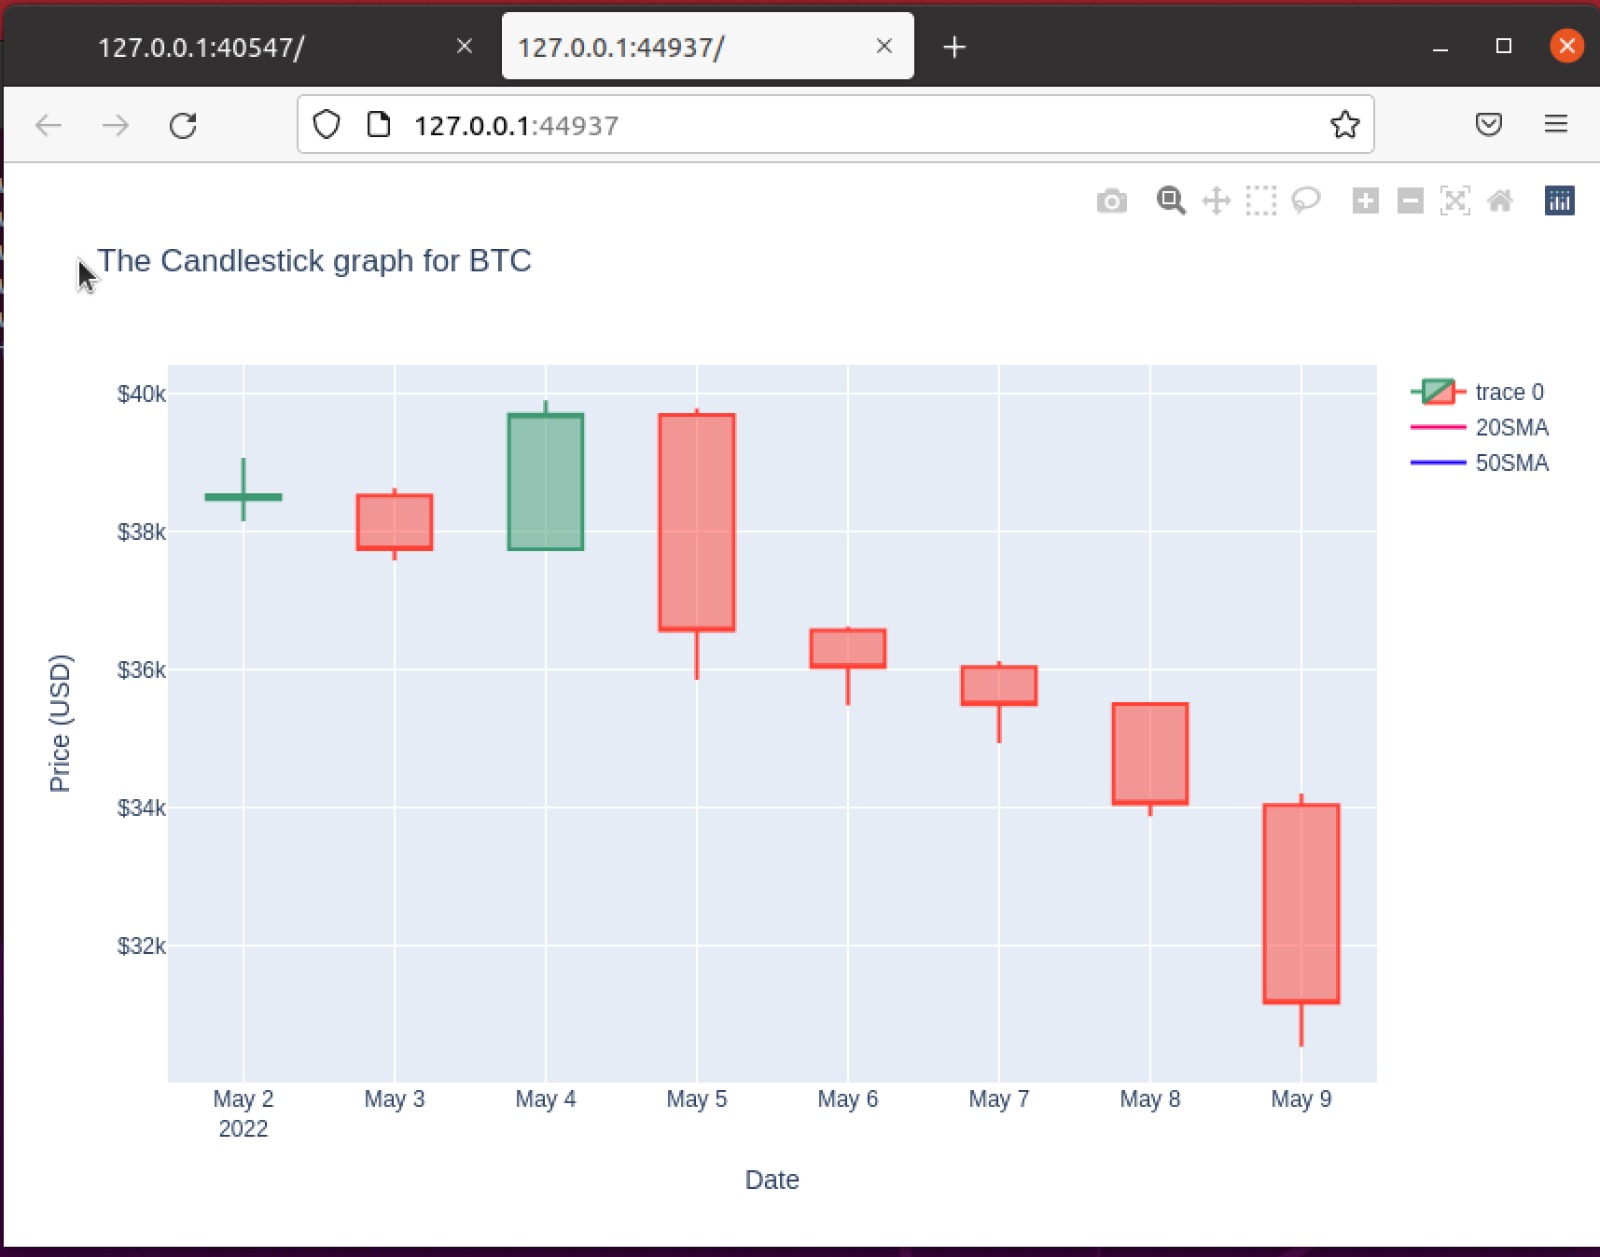 127.0.0.1:40547/
127.0.0.1:44937/
127.0.0.1:44937
The Candlestick graph for BTC
$40k
$38k
$36k
$34k
$32k
Price (USD)
trace 0
20SMA
50SMA
May 2 May 3 May 4 May 5 May 6 May 7 May 8 May 9
2022
Date